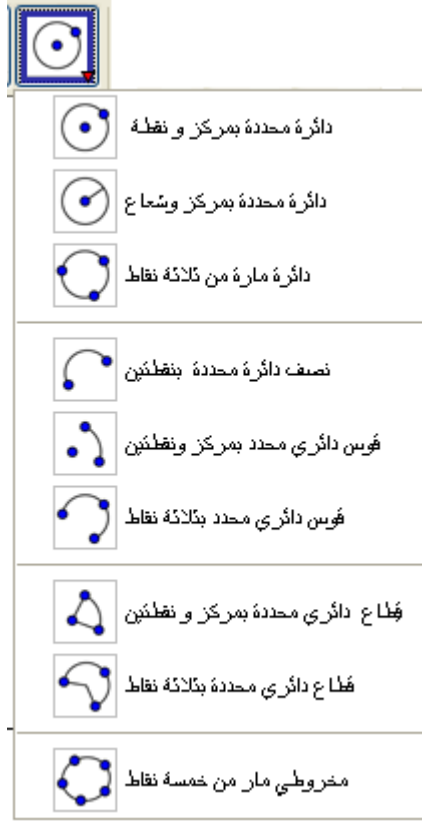 دائرة محددة بمركز و نقطة
دائرة محددة بمركز وشعاع
دائرة مارة من ثلاثة نقاط
نصف دائرة محددة بنقطتين
قوس دائري محدد بمركز ونقطتين
قوس دائري محدد بثلاثة نقاط
قطاع دائري محددة بمركز و نقطتين
قطاع دائري محددة بثلاثة نقاط
مخروطي مار من خمسة نقاط